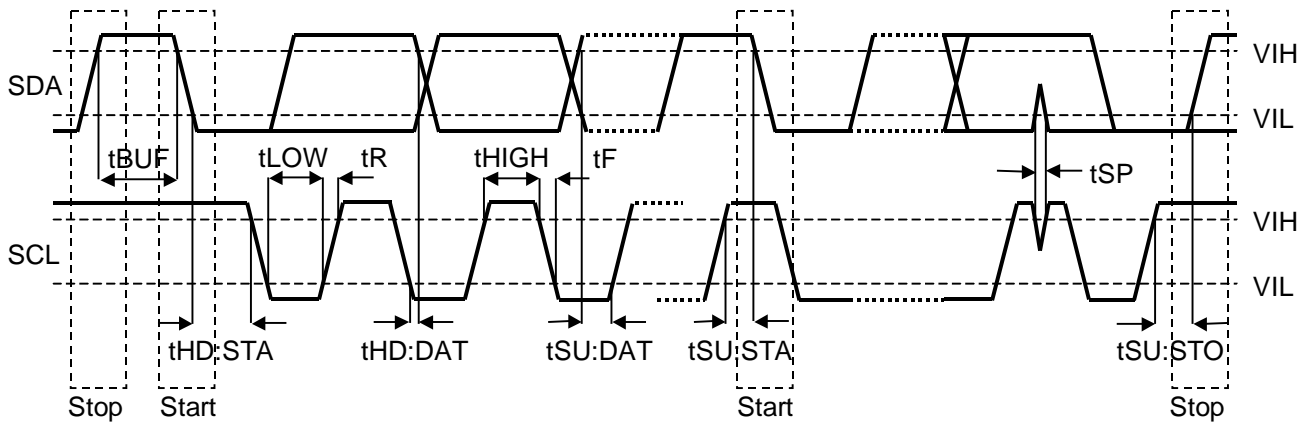 VIH
SDA
VIL
tBUF tLOW tR tHIGH tF tSP
VIH
SCL
VIL
tHD:STA tHD:DAT tSU:DAT tSU:STA tSU:STO
Stop Start Start Stop